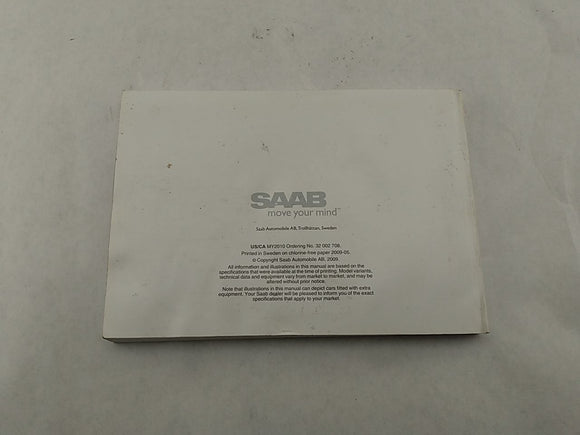 SAAB
move your mind™
Saab Automobile AB, Trollhättan, Sweden
US/CA MY2010 Ordering No. 32 002 708.
Printed in Sweden on chlorine-free paper 2009-05.
© Copyright Saab Automobile AB, 2009.
All information and illustrations in this manual are based on the
specifications that were available at the time of printing. Model variants,
technical data and equipment vary from market to market, and may be
altered without prior notice.
Note that illustrations in this manual can depict cars fitted with extra
equipment. Your Saab dealer will be pleased to inform you of the exact
specifications that apply to your market.